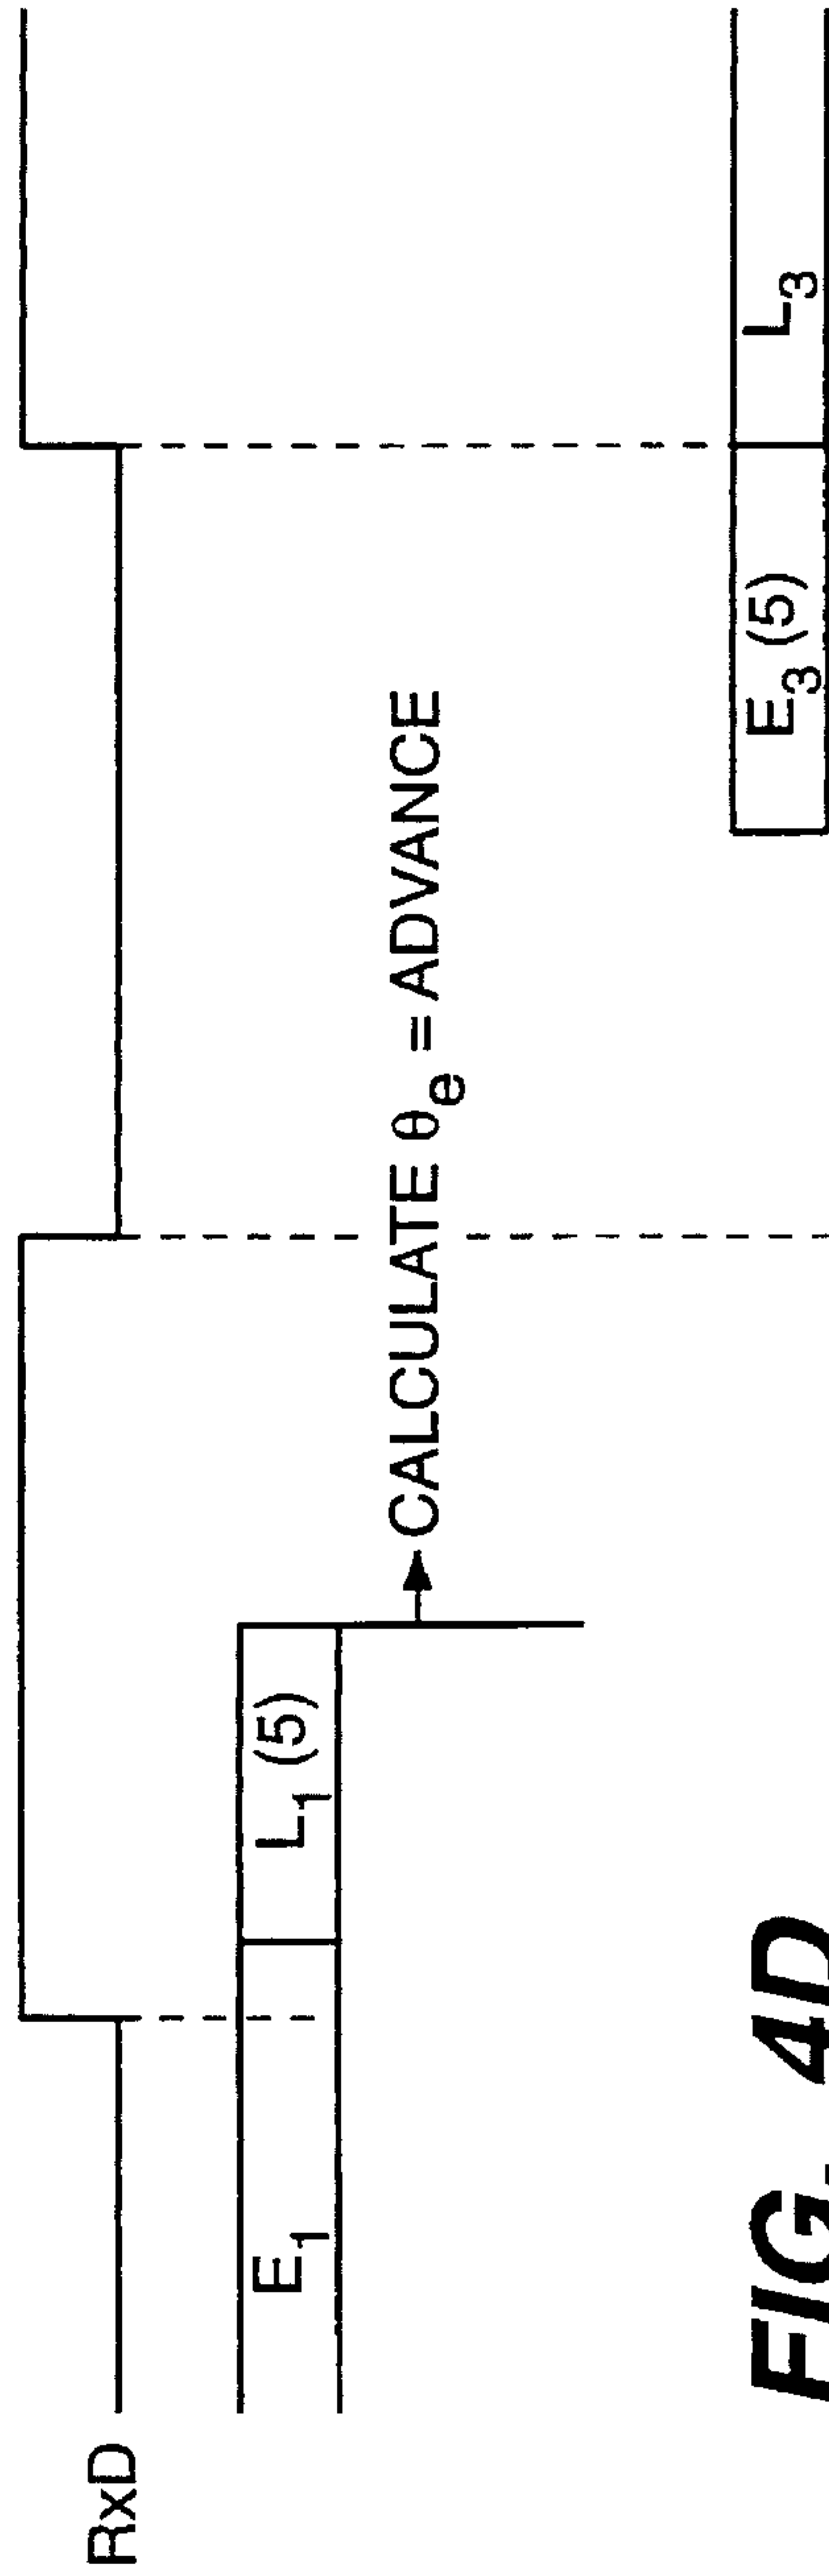 RxD
E₁
L₁ (5)
CALCULATE θₑ = ADVANCE
E₃ (5)
L₃
FIG. 4D